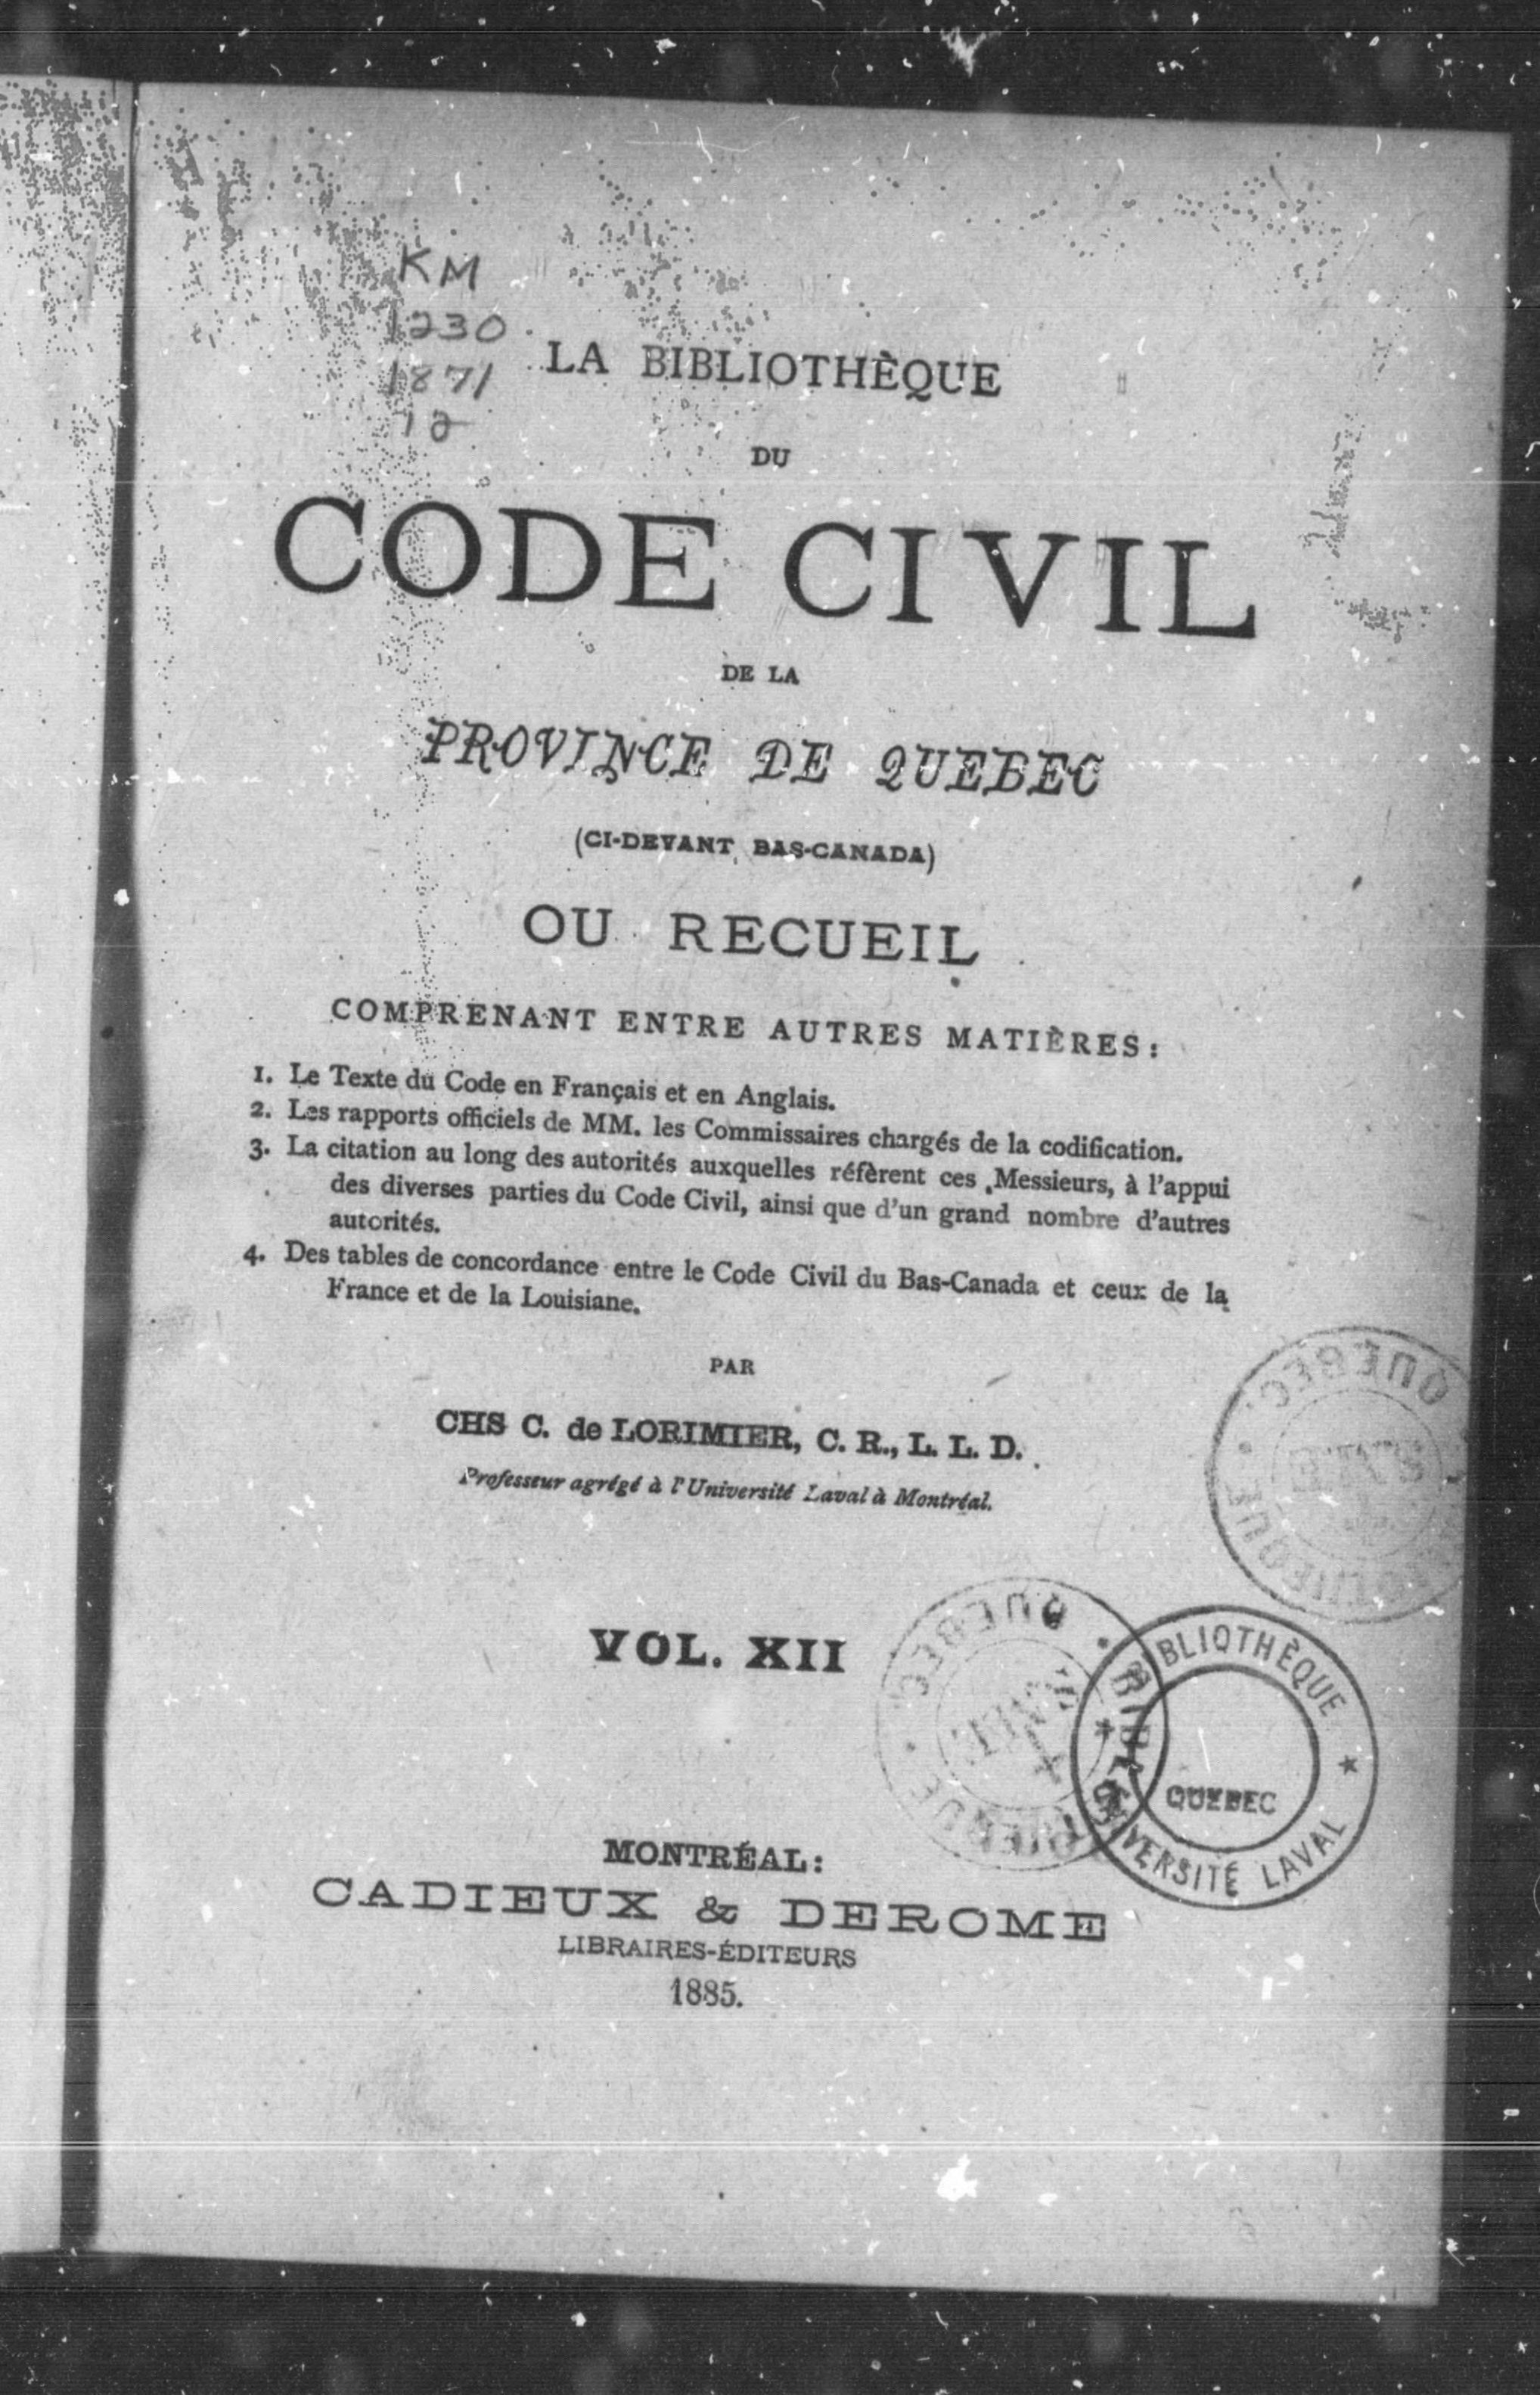 KM
1230
1871
12
LA BIBLIOTHÈQUE
DU
CODE CIVIL
DE LA
PROVINCE DE QUEBEC
(CI-DEVANT BAS-CANADA)
OU RECUEIL
COMPRENANT ENTRE AUTRES MATIÈRES:
1. Le Texte du Code en Français et en Anglais.
2. Les rapports officiels de MM. les Commissaires chargés de la codification.
3. La citation au long des autorités auxquelles réfèrent ces Messieurs, à l'appui
des diverses parties du Code Civil, ainsi que d'un grand nombre d'autres
autorités.
4. Des tables de concordance entre le Code Civil du Bas-Canada et ceux de la
France et de la Louisiane.
PAR
CHS C. de LORIMIER, C. R., L. L. D.
Professeur agrégé à l'Université Laval à Montréal.
VOL. XII
BIBLIOTHÈQUE
QUEBEC
UNIVERSITÉ LAVAL
MONTRÉAL:
CADIEUX & DEROME
LIBRAIRES-ÉDITEURS
1885.